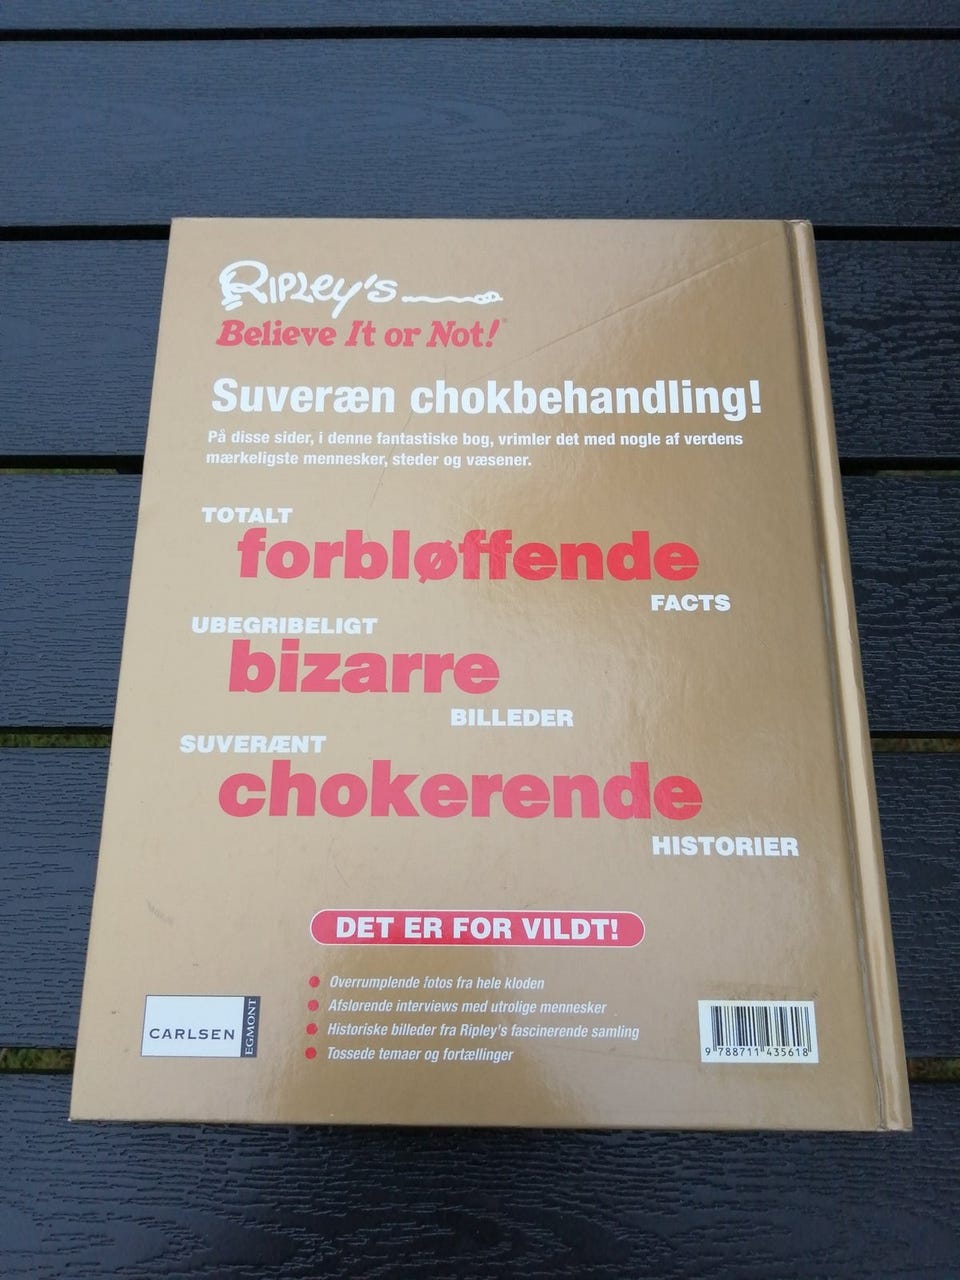 Ripley's
Believe It or Not!®
Suveræn chokbehandling!
På disse sider, i denne fantastiske bog, vrimler det med nogle af verdens
mærkeligste mennesker, steder og væsener.
TOTALT
forbløffende
FACTS
UBEGRIBELIGT
bizarre
BILLEDER
SUVERÆNT
chokerende
HISTORIER
DET ER FOR VILDT!
Overrumplende fotos fra hele kloden
Afslørende interviews med utrolige mennesker
Historiske billeder fra Ripley's fascinerende samling
Tossede temaer og fortællinger
CARLSEN
EGMONT
9 788711 435618